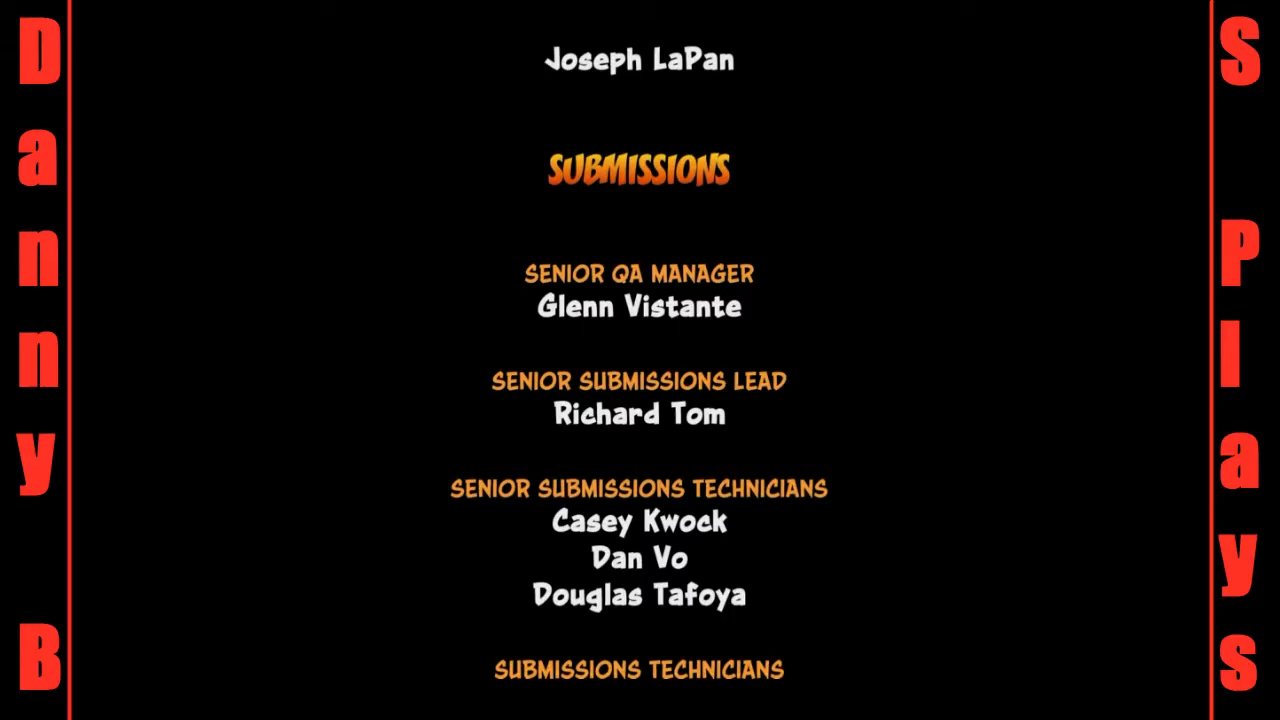 Danny B
Joseph LaPan
SUBMISSIONS
SENIOR QA MANAGER
Glenn Vistante
SENIOR SUBMISSIONS LEAD
Richard Tom
SENIOR SUBMISSIONS TECHNICIANS
Casey Kwock
Dan Vo
Douglas Tafoya
SUBMISSIONS TECHNICIANS
S Plays